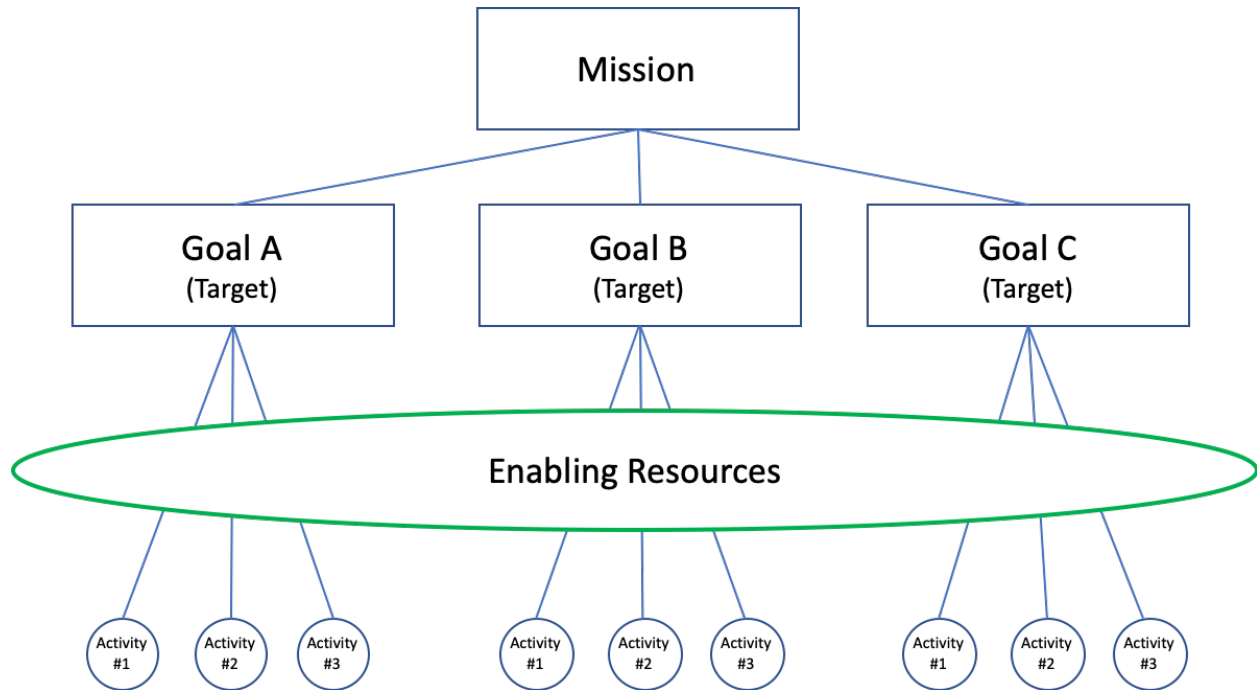 Mission
Goal A
(Target)
Goal B
(Target)
Goal C
(Target)
Enabling Resources
Activity
#1
Activity
#2
Activity
#3
Activity
#1
Activity
#2
Activity
#3
Activity
#1
Activity
#2
Activity
#3